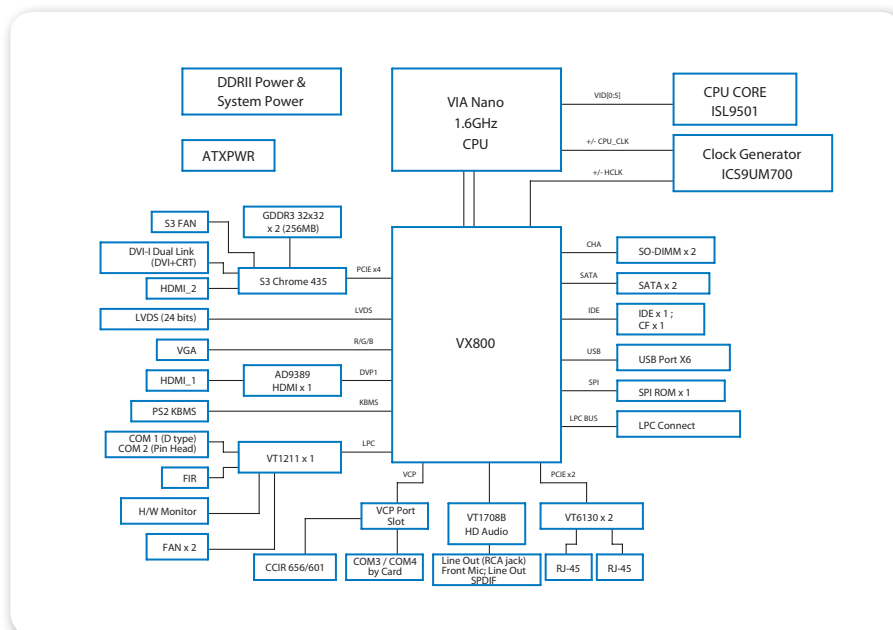 DDRII Power &
System Power
ATXPWR
VIA Nano
1.6GHz
CPU
VID[0:5]
CPU CORE
ISL9501
+/- CPU_CLK
Clock Generator
ICS9UM700
+/- HCLK
S3 FAN
GDDR3 32x32
x 2 (256MB)
DVI-I Dual Link
(DVI+CRT)
HDMI_2
S3 Chrome 435
PCIE x4
LVDS (24 bits)
LVDS
VGA
R/G/B
HDMI_1
AD9389
HDMI x 1
DVP1
PS2 KBMS
KBMS
COM 1 (D type)
COM 2 (Pin Head)
VT1211 x 1
LPC
FIR
H/W Monitor
FAN x 2
VX800
CHA
SO-DIMM x 2
SATA
SATA x 2
IDE
IDE x 1 ;
CF x 1
USB
USB Port X6
SPI
SPI ROM x 1
LPC BUS
LPC Connect
VCP
PCIE x2
VCP Port
Slot
VT1708B
HD Audio
VT6130 x 2
CCIR 656/601
COM3 / COM4
by Card
Line Out (RCA jack)
Front Mic; Line Out
SPDIF
RJ-45
RJ-45